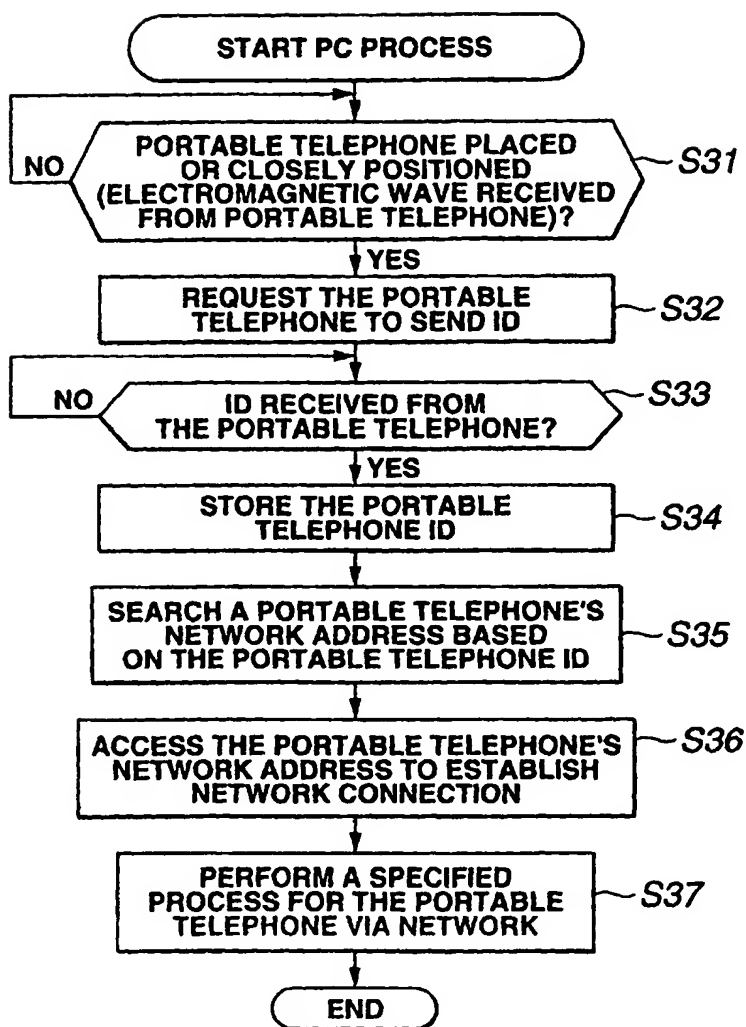 START PC PROCESS
PORTABLE TELEPHONE PLACED
OR CLOSELY POSITIONED
(ELECTROMAGNETIC WAVE RECEIVED
FROM PORTABLE TELEPHONE)?
S31
NO
YES
REQUEST THE PORTABLE
TELEPHONE TO SEND ID
S32
ID RECEIVED FROM
THE PORTABLE TELEPHONE?
S33
NO
YES
STORE THE PORTABLE
TELEPHONE ID
S34
SEARCH A PORTABLE TELEPHONE'S
NETWORK ADDRESS BASED
ON THE PORTABLE TELEPHONE ID
S35
ACCESS THE PORTABLE TELEPHONE'S
NETWORK ADDRESS TO ESTABLISH
NETWORK CONNECTION
S36
PERFORM A SPECIFIED
PROCESS FOR THE PORTABLE
TELEPHONE VIA NETWORK
S37
END